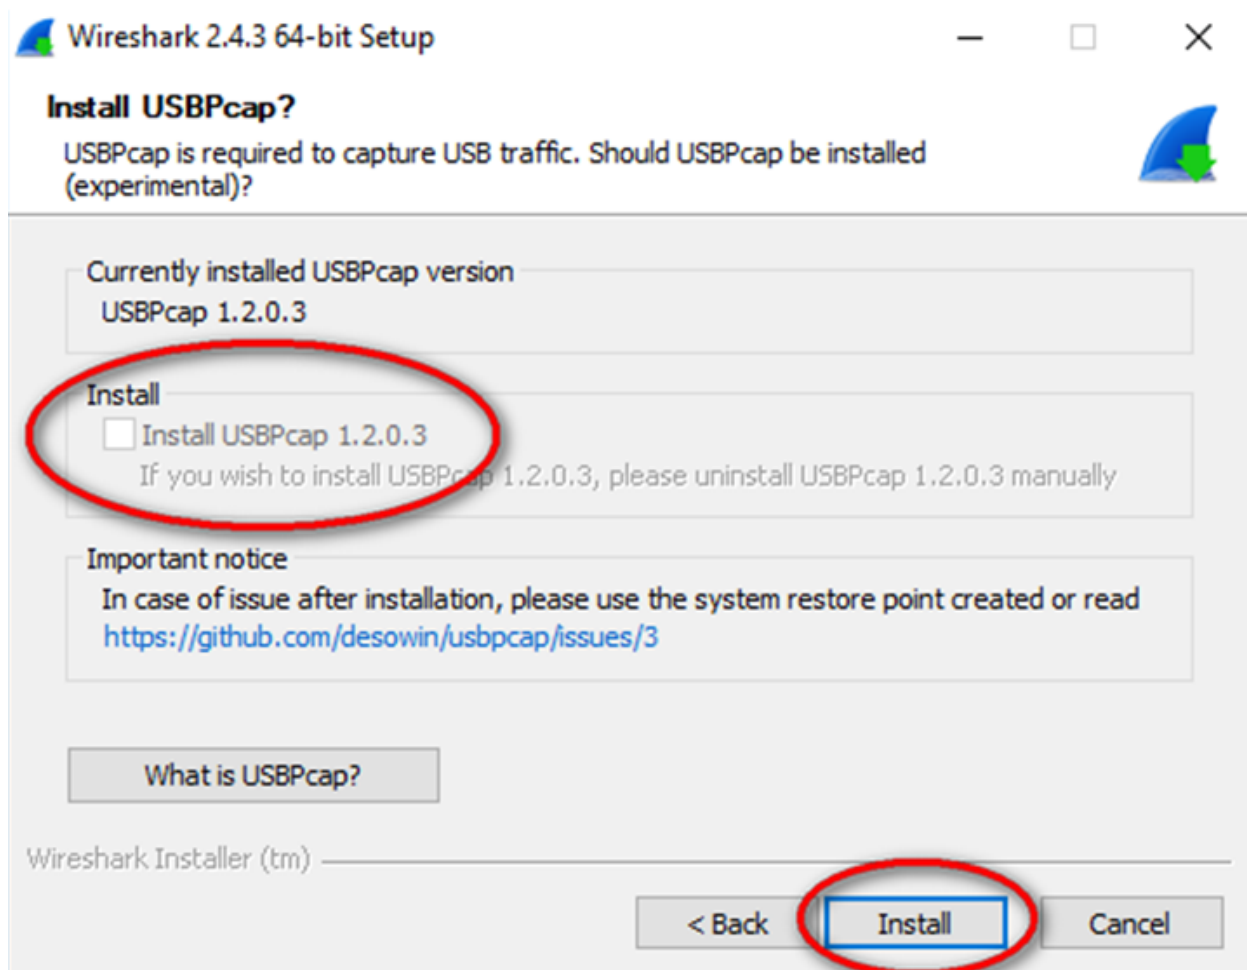 Wireshark 2.4.3 64-bit Setup
Install USBPcap?
USBPcap is required to capture USB traffic. Should USBPcap be installed
(experimental)?
Currently installed USBPcap version
USBPcap 1.2.0.3
Install
Install USBPcap 1.2.0.3
If you wish to install USBPcap 1.2.0.3, please uninstall USBPcap 1.2.0.3 manually
Important notice
In case of issue after installation, please use the system restore point created or read
https://github.com/desowin/usbpcap/issues/3
What is USBPcap?
Wireshark Installer (tm)
< Back Install Cancel